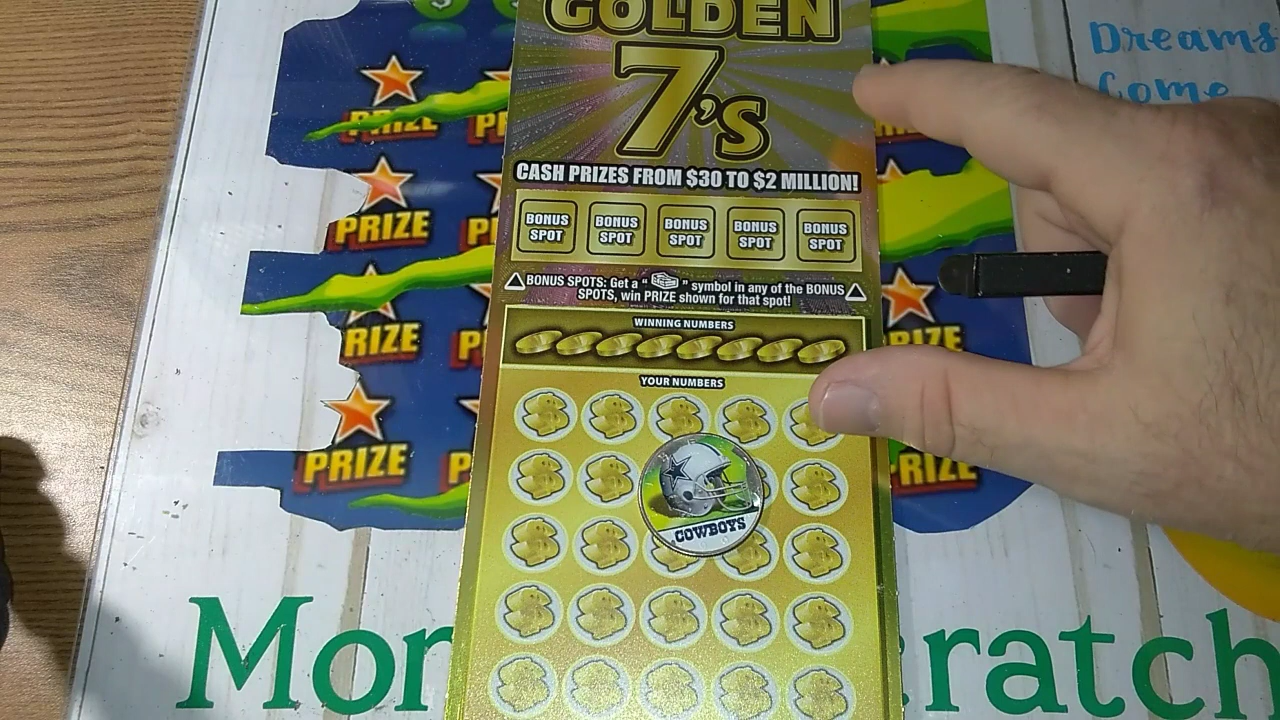 GOLDEN
7's
CASH PRIZES FROM $30 TO $2 MILLION!
BONUS SPOT
BONUS SPOT
BONUS SPOT
BONUS SPOT
BONUS SPOT
BONUS SPOTS: Get a " " symbol in any of the BONUS
SPOTS, win PRIZE shown for that spot!
WINNING NUMBERS
YOUR NUMBERS
COWBOYS
PRIZE
PRIZE
PRIZE
PRIZE
PRIZE
PRIZE
Dreams
Come